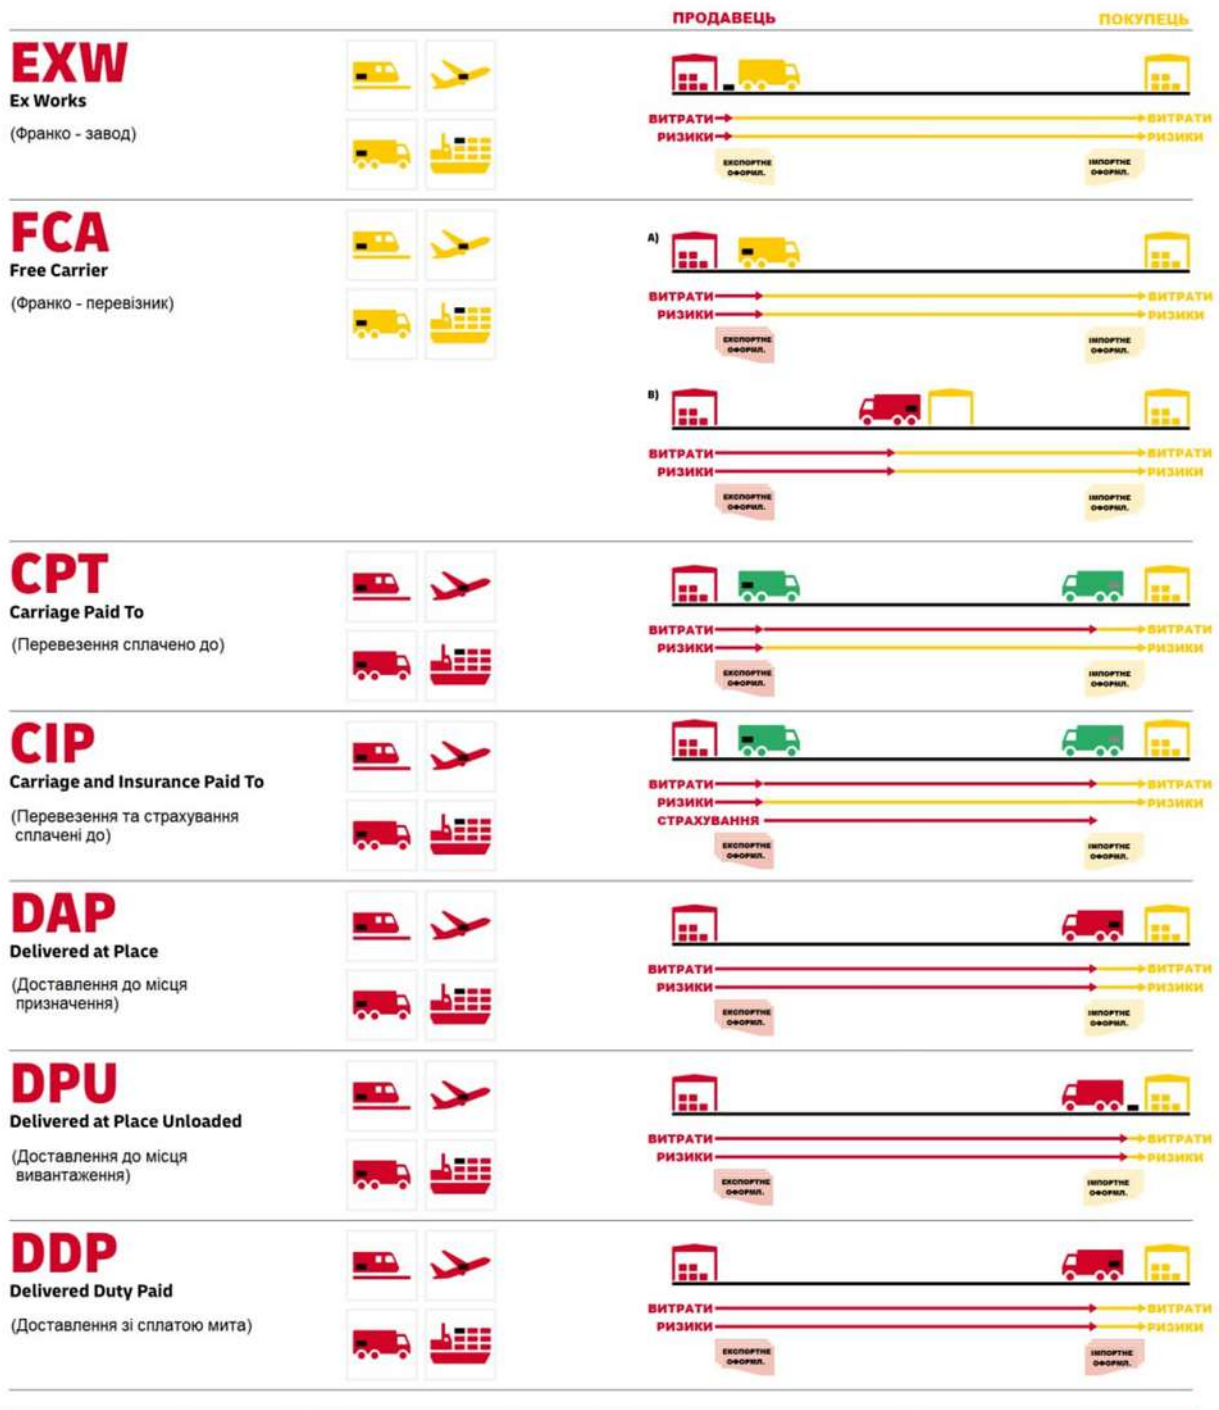 ПРОДАВЕЦЬ ПОКУПЕЦЬ
EXW
Ex Works
(Франко - завод)
ВИТРАТИ ВИТРАТИ
РИЗИКИ РИЗИКИ
ЕКСПОРТНЕ ІМПОРТНЕ
ОФОРМЛ. ОФОРМЛ.
FCA
Free Carrier
(Франко - перевізник)
A)
ВИТРАТИ ВИТРАТИ
РИЗИКИ РИЗИКИ
ЕКСПОРТНЕ ІМПОРТНЕ
ОФОРМЛ. ОФОРМЛ.
B)
ВИТРАТИ ВИТРАТИ
РИЗИКИ РИЗИКИ
ЕКСПОРТНЕ ІМПОРТНЕ
ОФОРМЛ. ОФОРМЛ.
CPT
Carriage Paid To
(Перевезення сплачено до)
ВИТРАТИ ВИТРАТИ
РИЗИКИ РИЗИКИ
ЕКСПОРТНЕ ІМПОРТНЕ
ОФОРМЛ. ОФОРМЛ.
CIP
Carriage and Insurance Paid To
(Перевезення та страхування
сплачені до)
ВИТРАТИ ВИТРАТИ
РИЗИКИ РИЗИКИ
СТРАХУВАННЯ
ЕКСПОРТНЕ ІМПОРТНЕ
ОФОРМЛ. ОФОРМЛ.
DAP
Delivered at Place
(Доставлення до місця
призначення)
ВИТРАТИ ВИТРАТИ
РИЗИКИ РИЗИКИ
ЕКСПОРТНЕ ІМПОРТНЕ
ОФОРМЛ. ОФОРМЛ.
DPU
Delivered at Place Unloaded
(Доставлення до місця
вивантаження)
ВИТРАТИ ВИТРАТИ
РИЗИКИ РИЗИКИ
ЕКСПОРТНЕ ІМПОРТНЕ
ОФОРМЛ. ОФОРМЛ.
DDP
Delivered Duty Paid
(Доставлення зі сплатою мита)
ВИТРАТИ ВИТРАТИ
РИЗИКИ РИЗИКИ
ЕКСПОРТНЕ ІМПОРТНЕ
ОФОРМЛ. ОФОРМЛ.